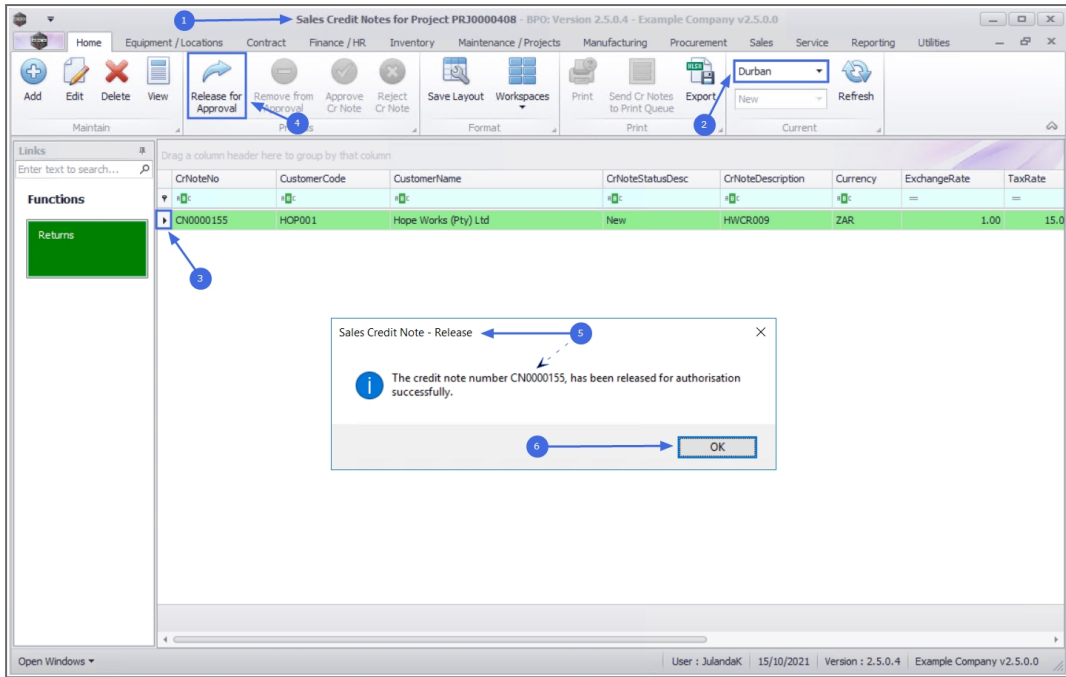 1
Sales Credit Notes for Project PRJ0000408 - BPO: Version 2.5.0.4 - Example Company v2.5.0.0
Home Equipment / Locations Contract Finance / HR Inventory Maintenance / Projects Manufacturing Procurement Sales Service Reporting Utilities
Add Edit Delete View Release for Approval Remove from Approval Approve Cr Note Reject Cr Note Save Layout Workspaces Print Send Cr Notes to Print Queue Export Durban Refresh
New
4
2
Maintain Format Print Current
Links
Enter text to search...
Drag a column header here to group by that column
CrNoteNo CustomerCode CustomerName CrNoteStatusDesc CrNoteDescription Currency ExchangeRate TaxRate
= =
Functions
CN0000155 HOP001 Hope Works (Pty) Ltd New HWCR009 ZAR 1.00 15.0
Returns
3
Sales Credit Note - Release
5
The credit note number CN0000155, has been released for authorisation
successfully.
6
OK
Open Windows User : JulandaK 15/10/2021 Version : 2.5.0.4 Example Company v2.5.0.0